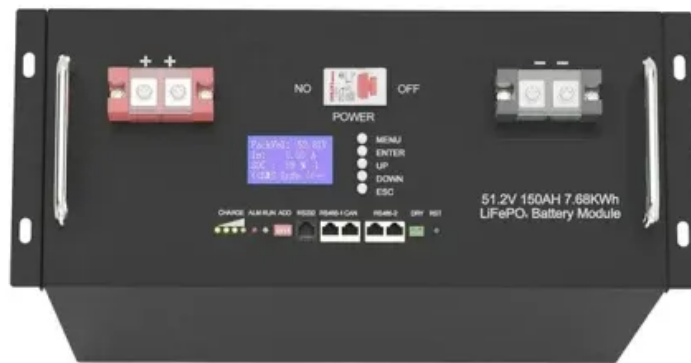 + +
− −
NO
OFF
POWER
MENU
ENTER
UP
DOWN
ESC
51.2V 150AH 7.68KWh
LiFePO₄ Battery Module
CHARGE ALM RUN ADD RS232 RS485-1 CAN RS485-2 DRY RST